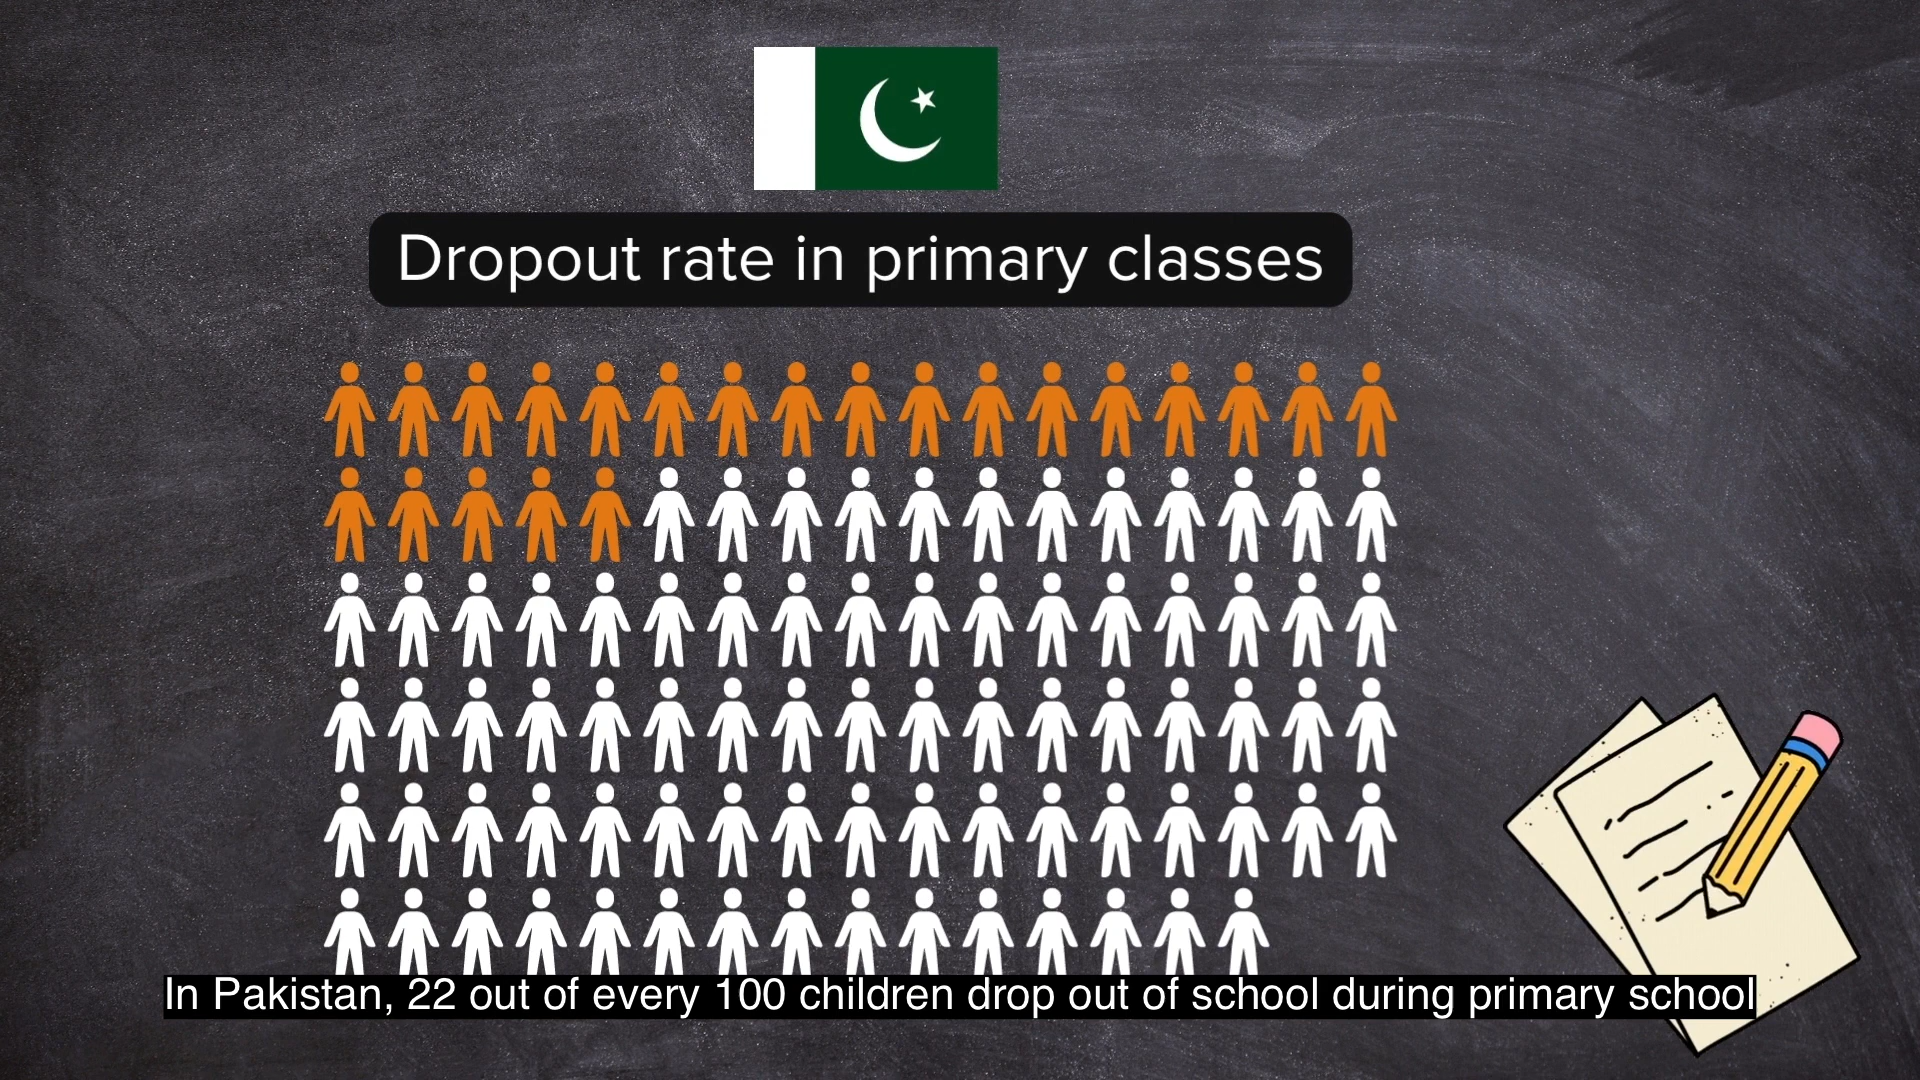 Dropout rate in primary classes
In Pakistan, 22 out of every 100 children drop out of school during primary school